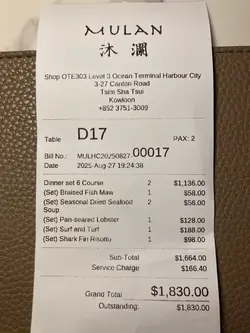 MULAN
沐瀾
Shop OTE303 Level 3 Ocean Terminal Harbour City
3-27 Canton Road
Tsim Sha Tsui
Kowloon
+852 3751-3009
Table D17 PAX: 2
Bill No.: MULHC20250827-00017
Date 2025-Aug-27 19:24:38
Dinner set 6 Course 2 $1,136.00
(Set) Braised Fish Maw 1 $58.00
(Set) Seasonal Dried Seafood Soup 2 $56.00
(Set) Pan-seared Lobster 1 $128.00
(Set) Surf and Turf 1 $188.00
(Set) Shark Fin Risotto 1 $98.00
Sub-Total $1,664.00
Service Charge $166.40
Grand Total $1,830.00
Outstanding: $1,830.00